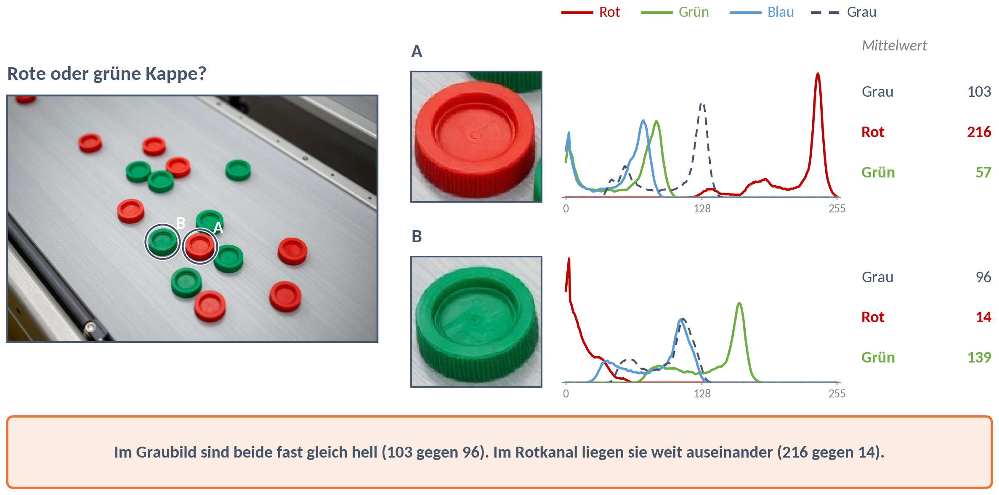 Rot Grün Blau Grau
Mittelwert
A
Rote oder grüne Kappe?
B
A
Grau 103
Rot 216
Grün 57
0 128 255
B
Grau 96
Rot 14
Grün 139
0 128 255
Im Graubild sind beide fast gleich hell (103 gegen 96). Im Rotkanal liegen sie weit auseinander (216 gegen 14).